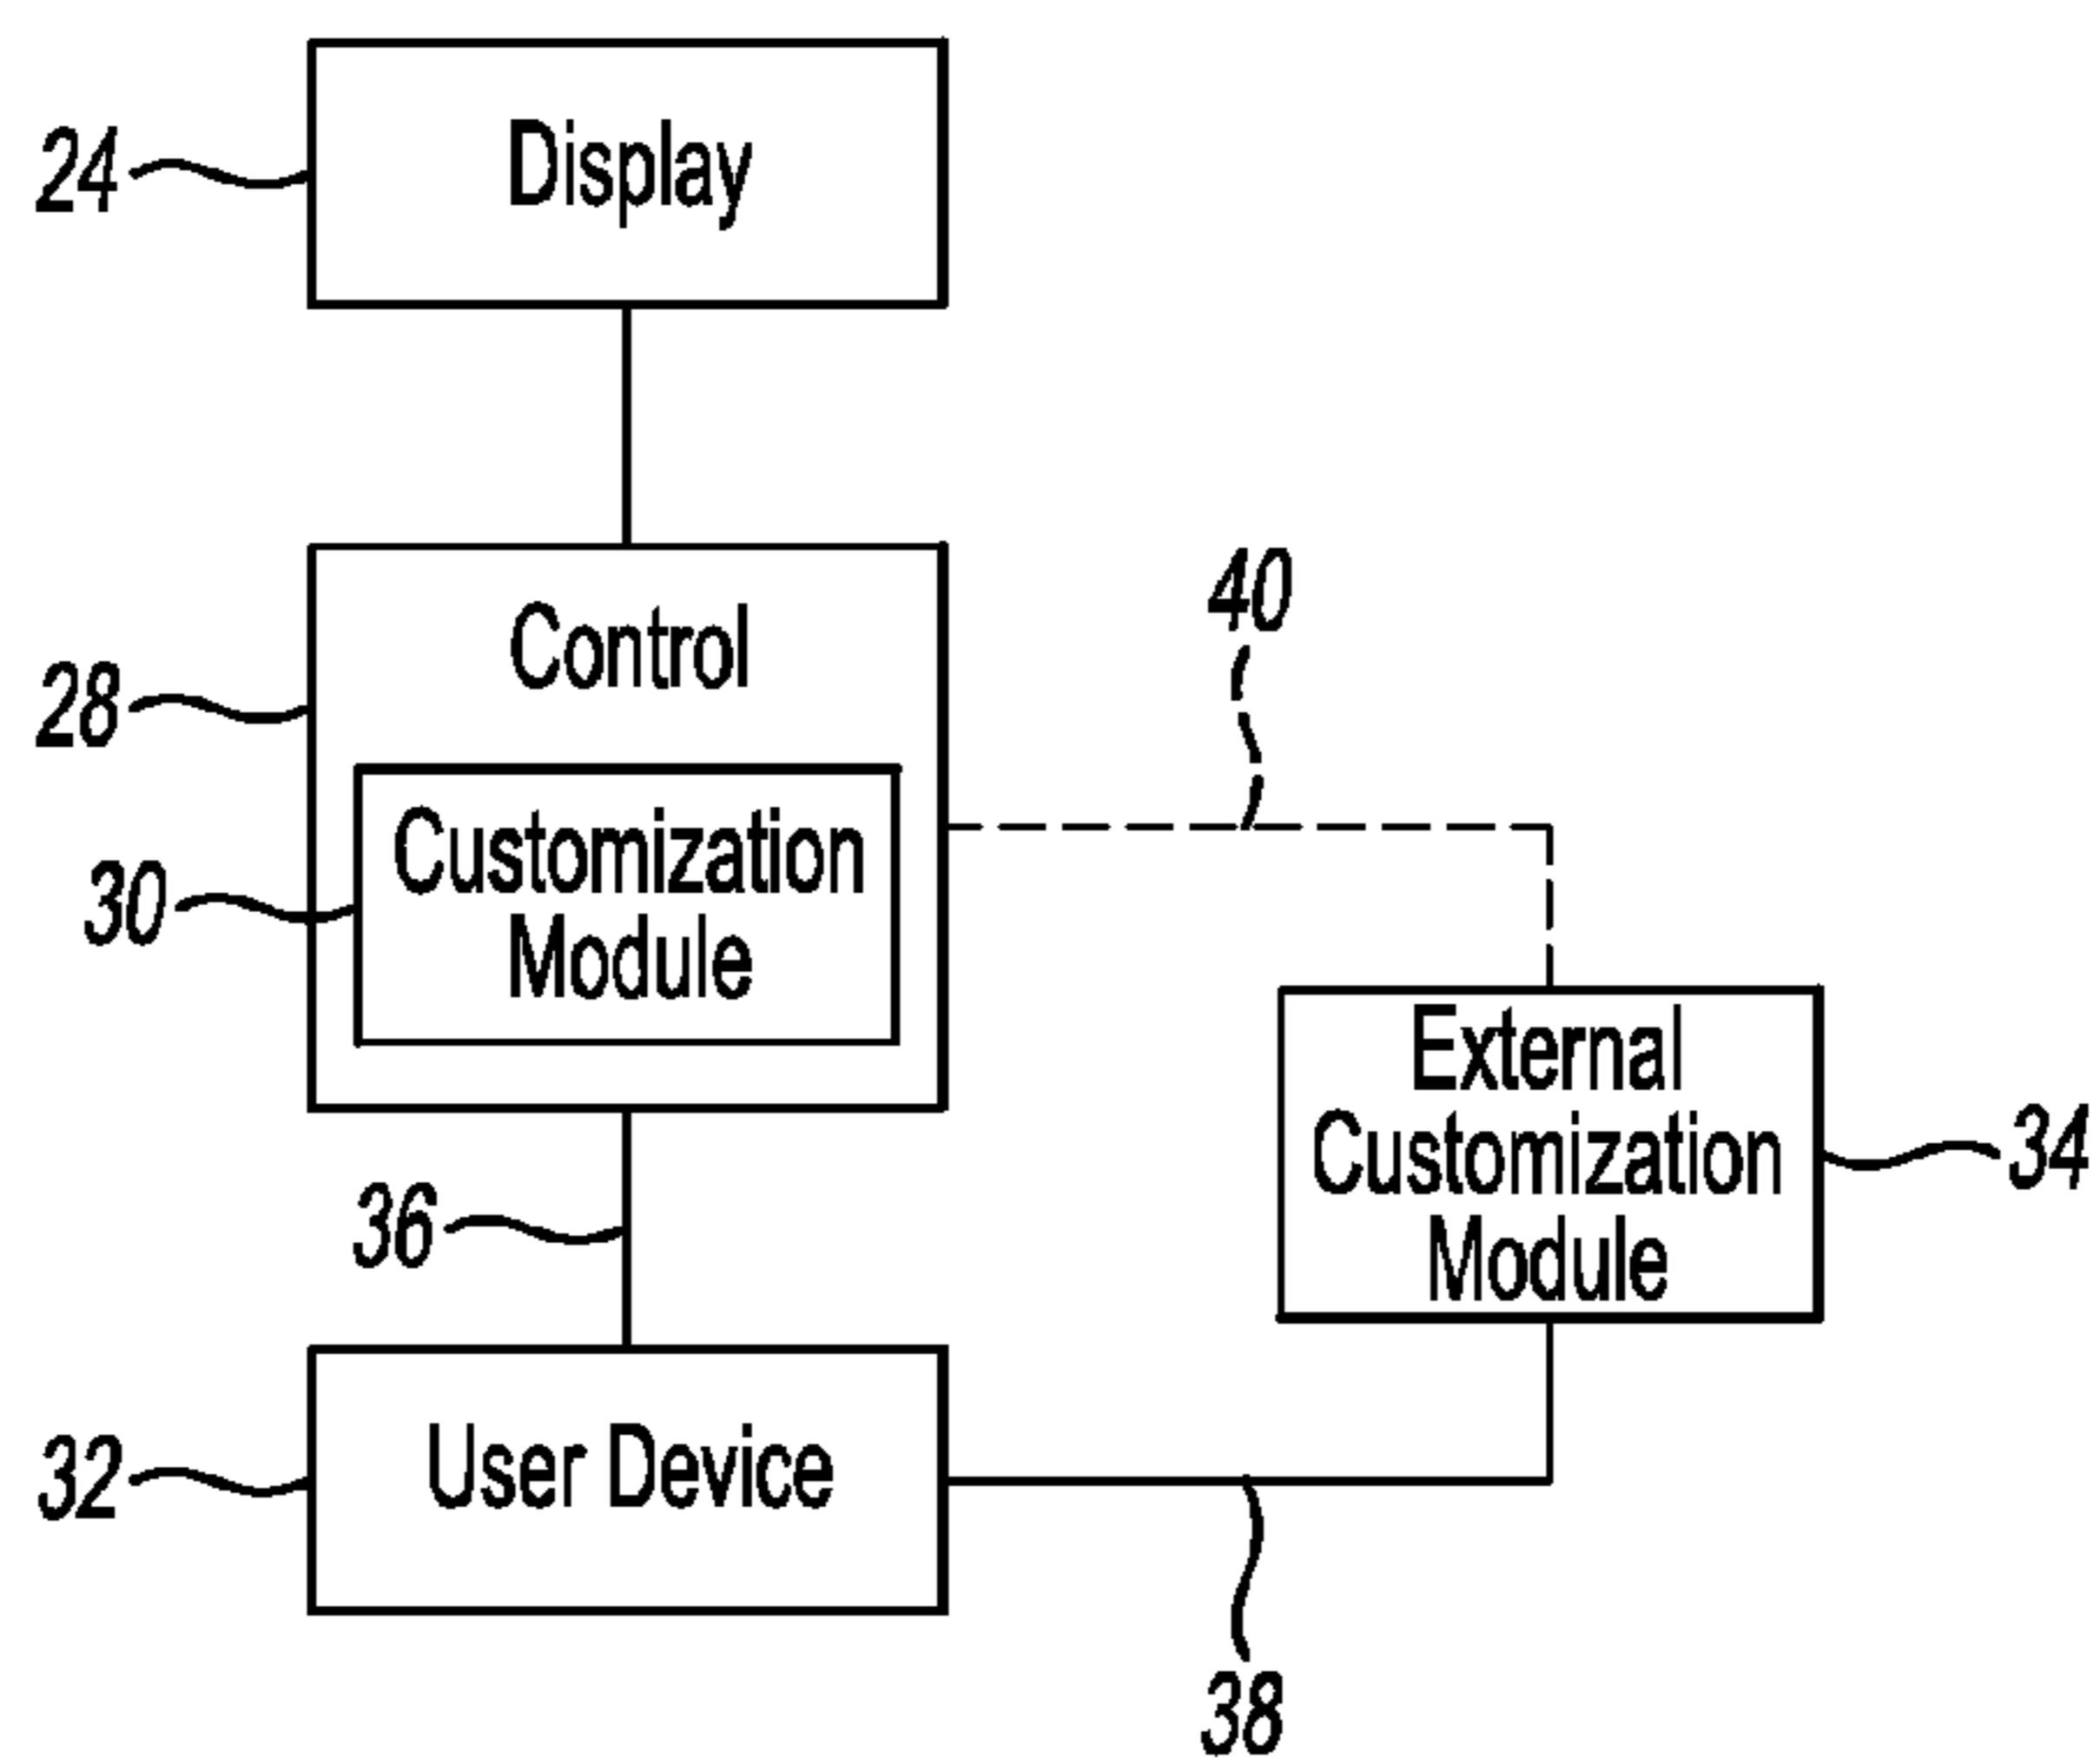 24
Display
28
Control
40
30
Customization
Module
External
Customization
Module
34
36
32
User Device
38